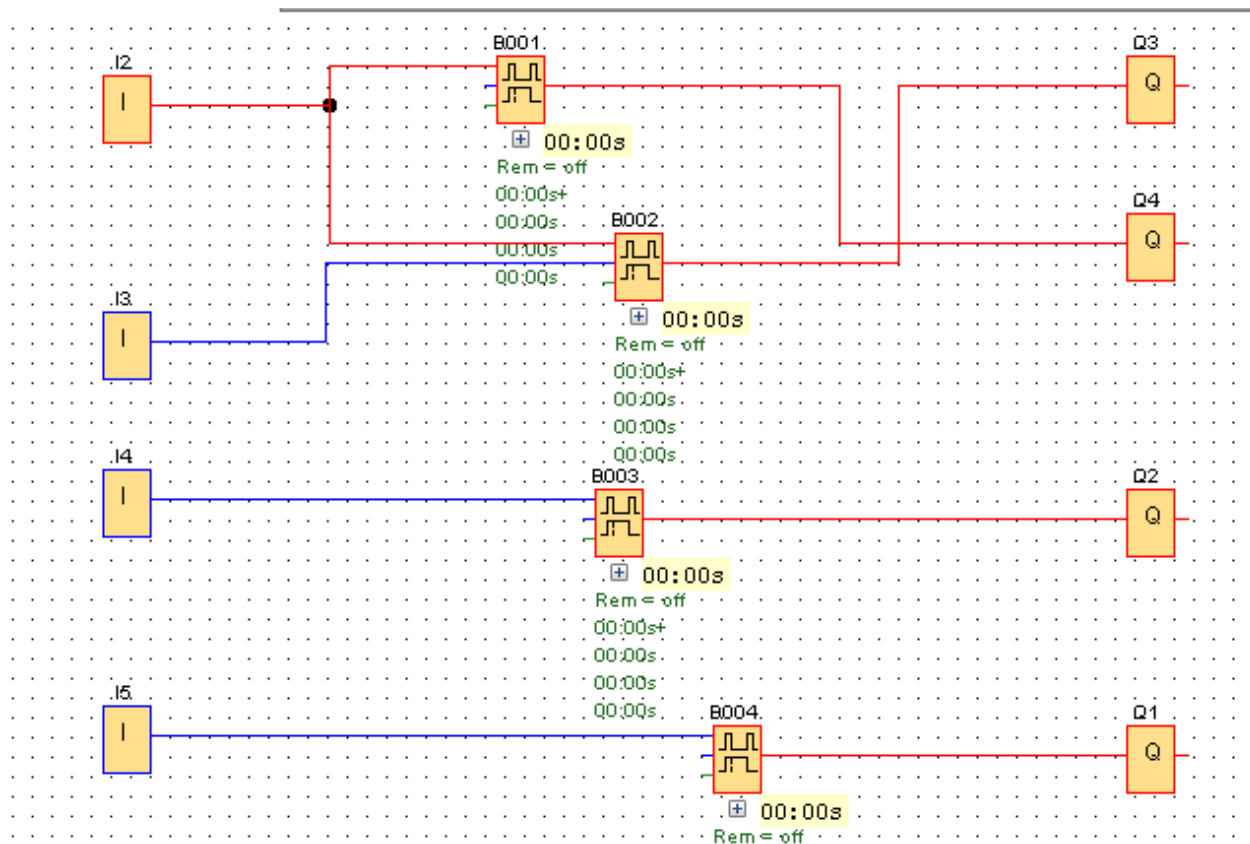 B001
Q3
I2
I
Q
00:00s
Rem = off
00:00s+
00:00s
00:00s
00:00s
Q4
Q
B002
I3
I
00:00s
Rem = off
00:00s+
00:00s
00:00s
00:00s
I4
I
B003
Q2
Q
00:00s
Rem = off
00:00s+
00:00s
00:00s
00:00s
I5
I
B004
Q1
Q
00:00s
Rem = off